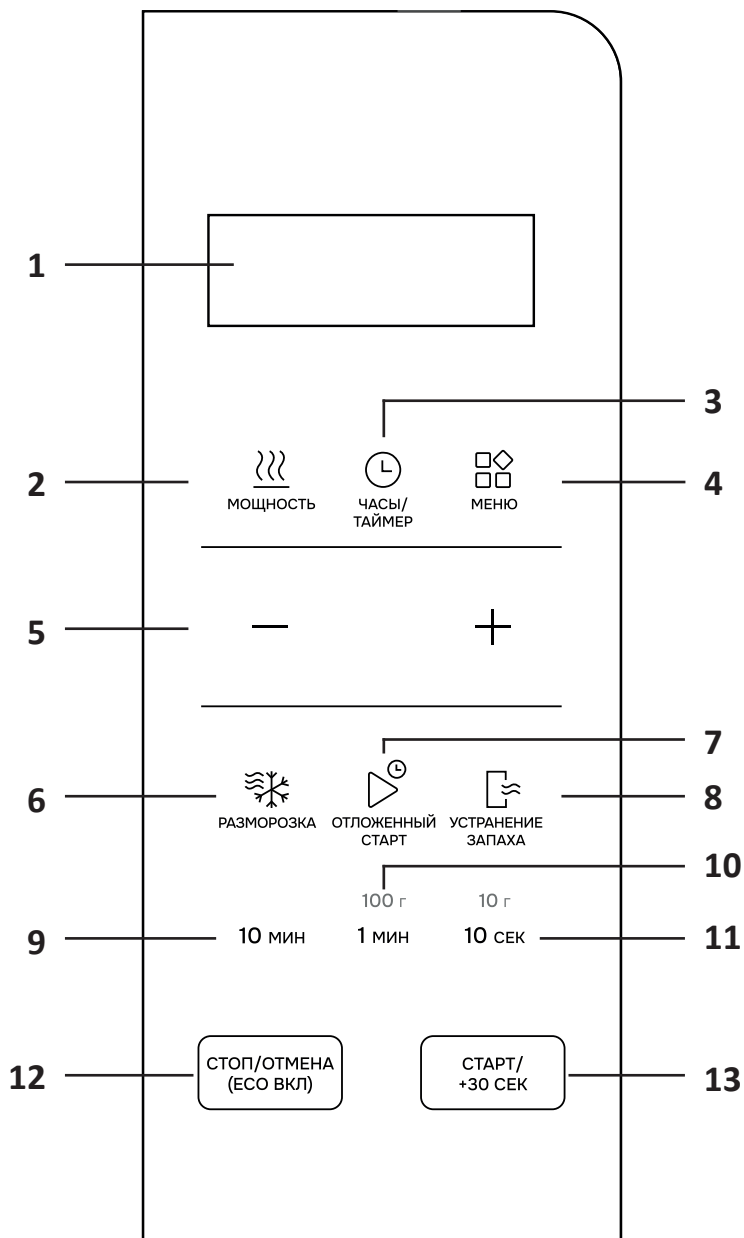 1
3
2
4
МОЩНОСТЬ
ЧАСЫ/
ТАЙМЕР
МЕНЮ
5
7
6
8
РАЗМОРОЗКА
ОТЛОЖЕННЫЙ
СТАРТ
УСТРАНЕНИЕ
ЗАПАХА
10
100 г
10 г
9
10 МИН
1 МИН
10 СЕК
11
12
СТОП/ОТМЕНА
(ECO ВКЛ)
СТАРТ/
+30 СЕК
13